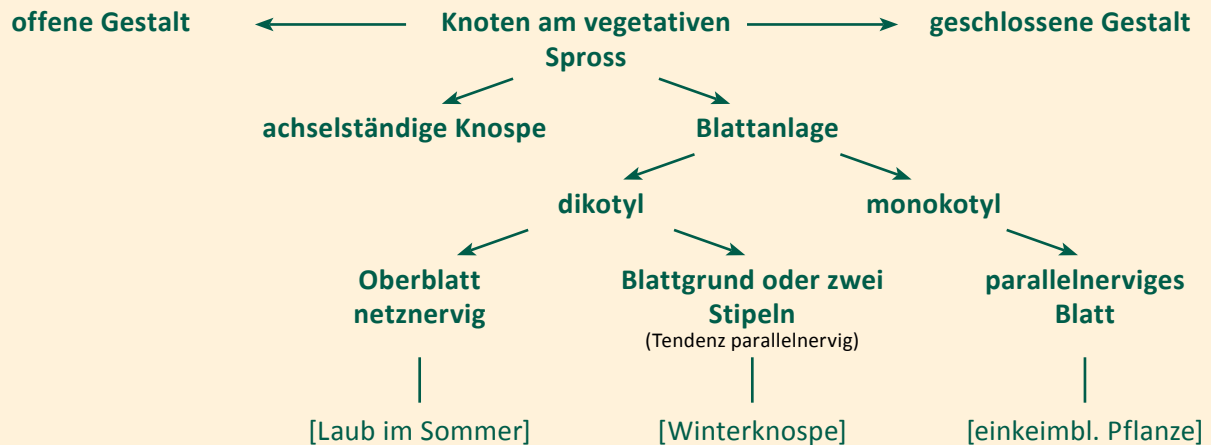 offene Gestalt
Knoten am vegetativen
Spross
geschlossene Gestalt
achselständige Knospe
Blattanlage
dikotyl
monokotyl
Oberblatt
netznervig
Blattgrund oder zwei
Stipeln
(Tendenz parallelnervig)
parallelnerviges
Blatt
[Laub im Sommer]
[Winterknospe]
[einkeimbl. Pflanze]